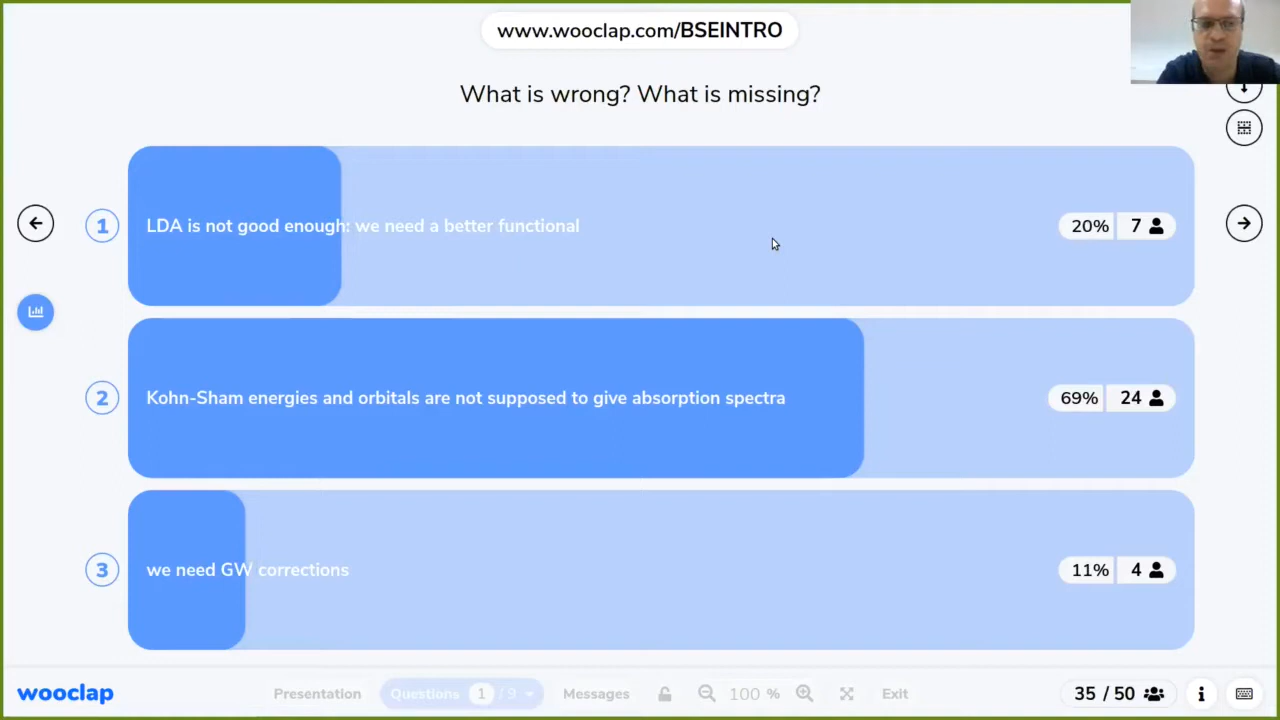 www.wooclap.com/BSEINTRO
What is wrong? What is missing?
1
LDA is not good enough: we need a better functional
20%
7
2
Kohn-Sham energies and orbitals are not supposed to give absorption spectra
69%
24
3
we need GW corrections
11%
4
wooclap
Presentation
Questions 1 / 9
Messages
100 %
Exit
35 / 50